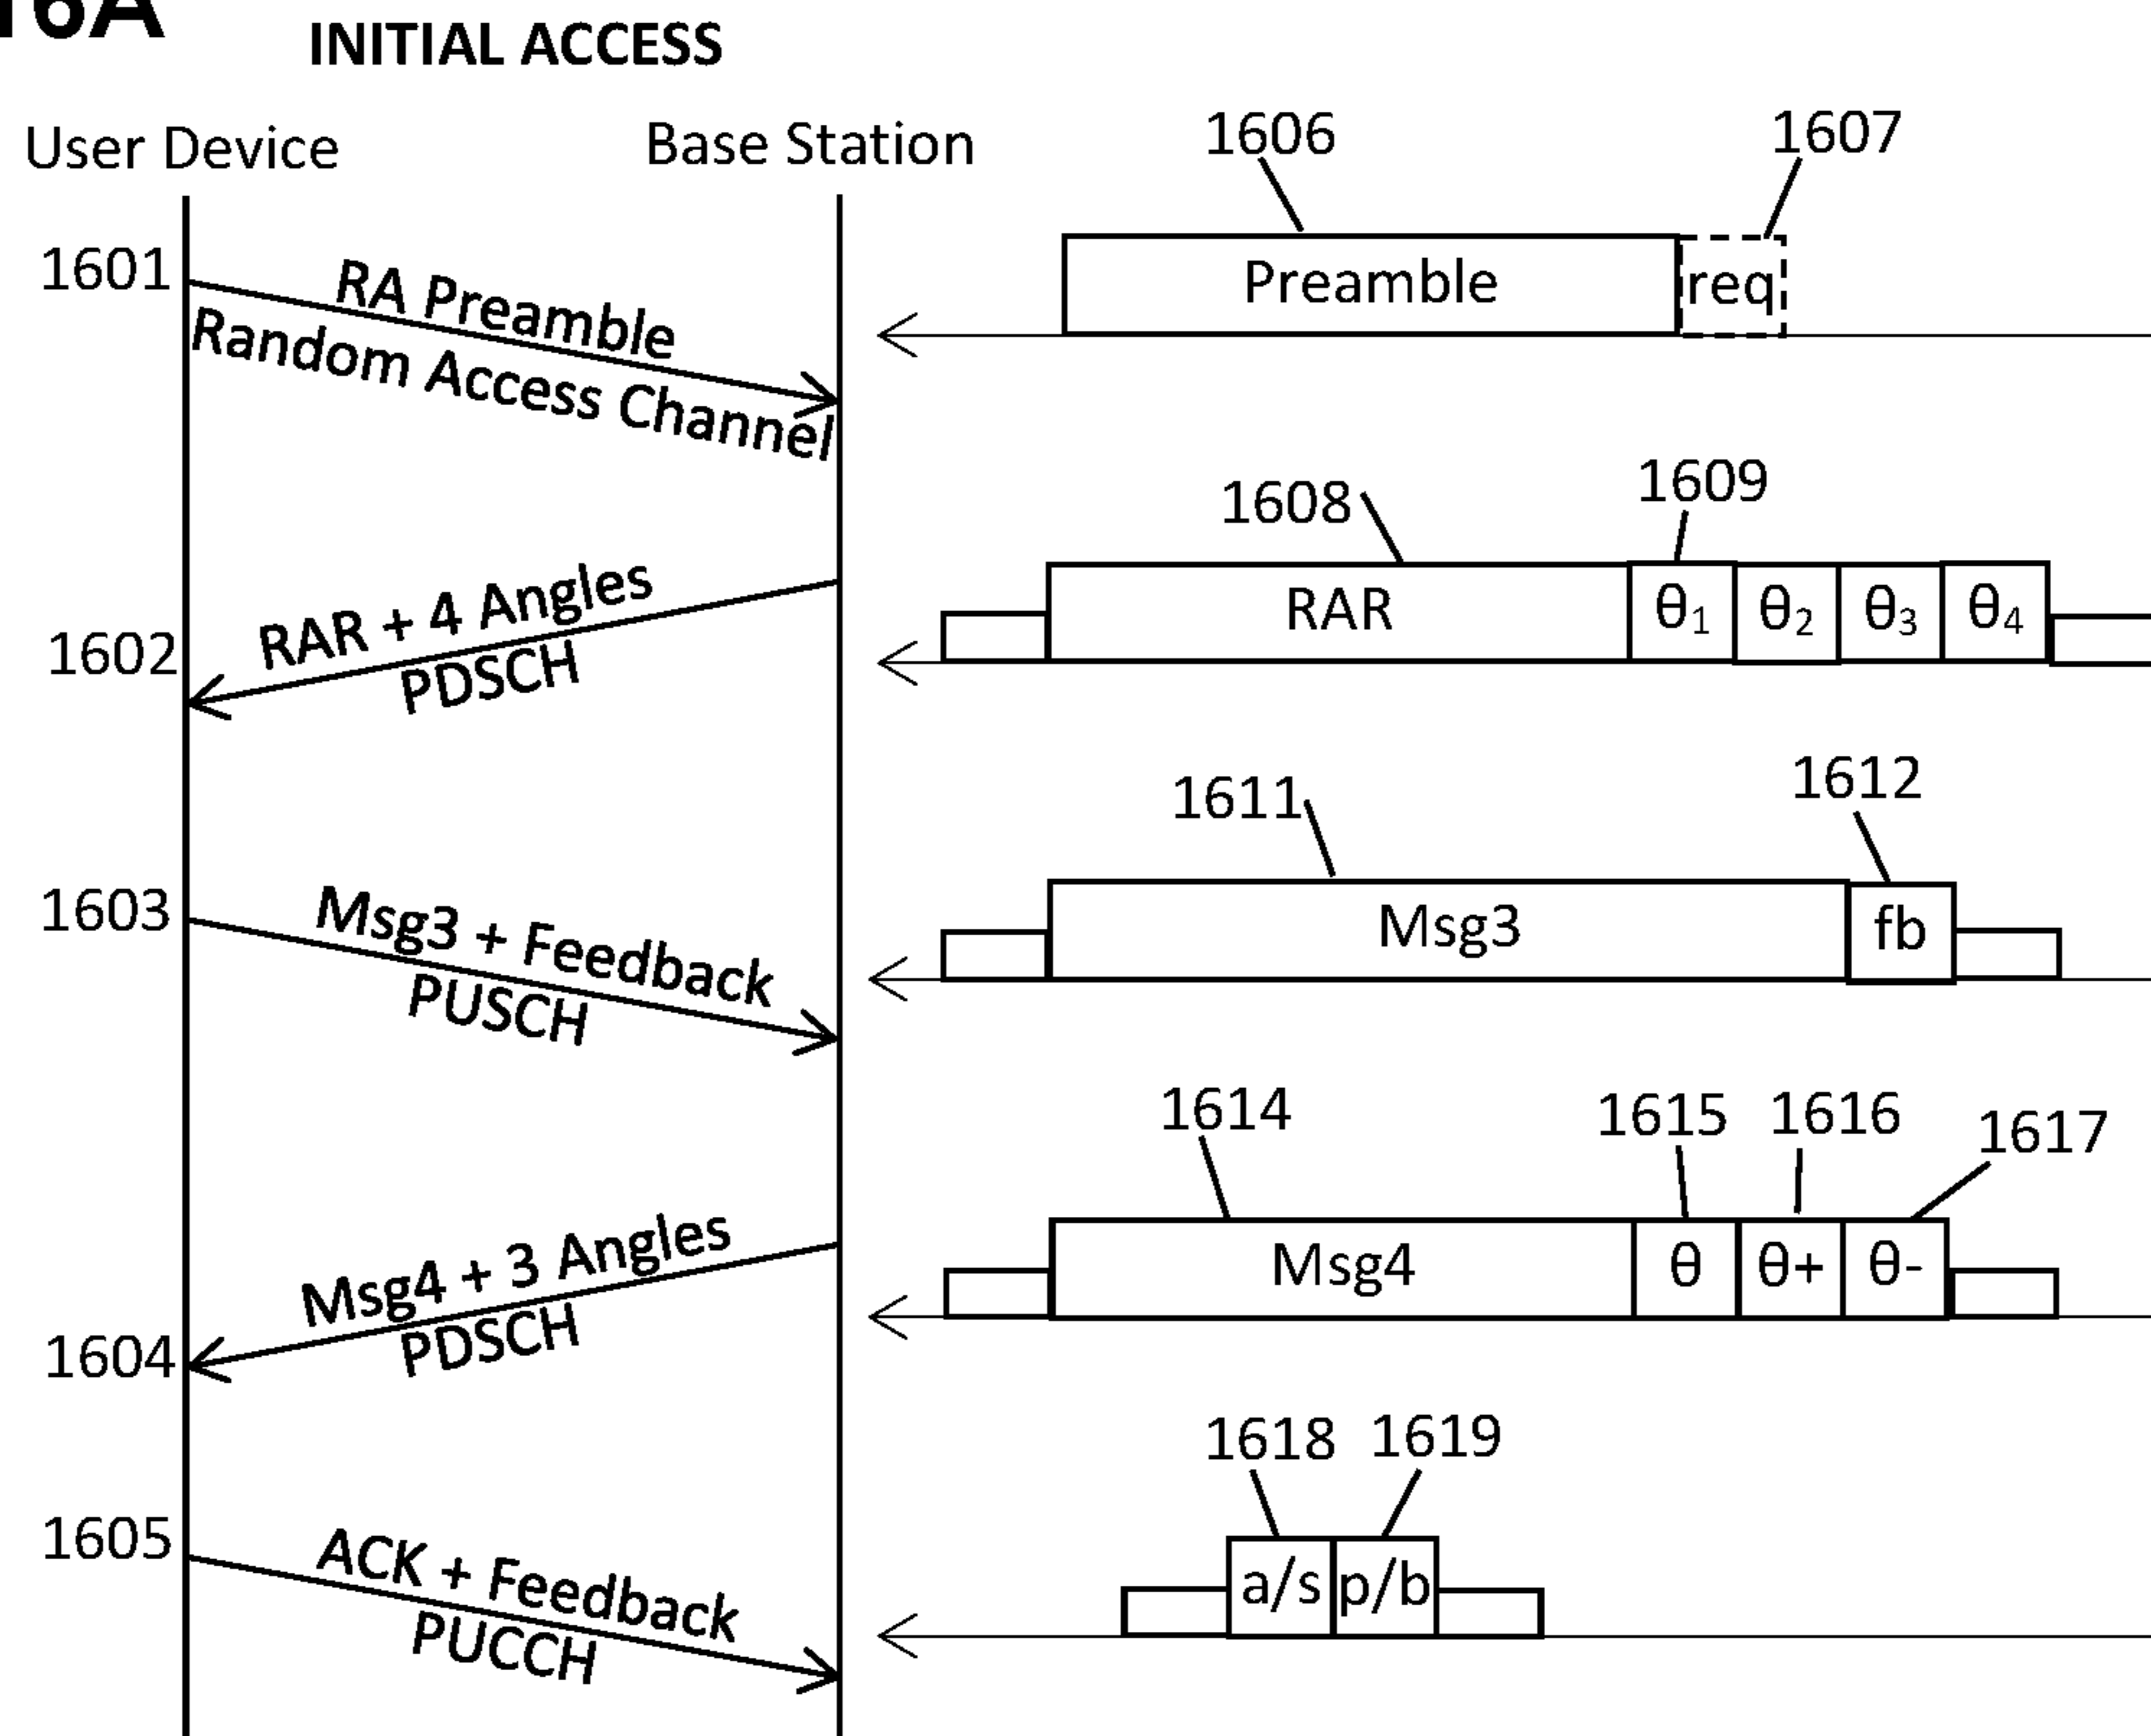 16A
INITIAL ACCESS
User Device
Base Station
1606
1607
1601
RA Preamble
Random Access Channel
Preamble
req
1608
1609
1602
RAR + 4 Angles
PDSCH
RAR
θ1
θ2
θ3
θ4
1611
1612
1603
Msg3 + Feedback
PUSCH
Msg3
fb
1614
1615
1616
1617
1604
Msg4 + 3 Angles
PDSCH
Msg4
θ
θ+
θ-
1618
1619
1605
ACK + Feedback
PUCCH
a/s
p/b